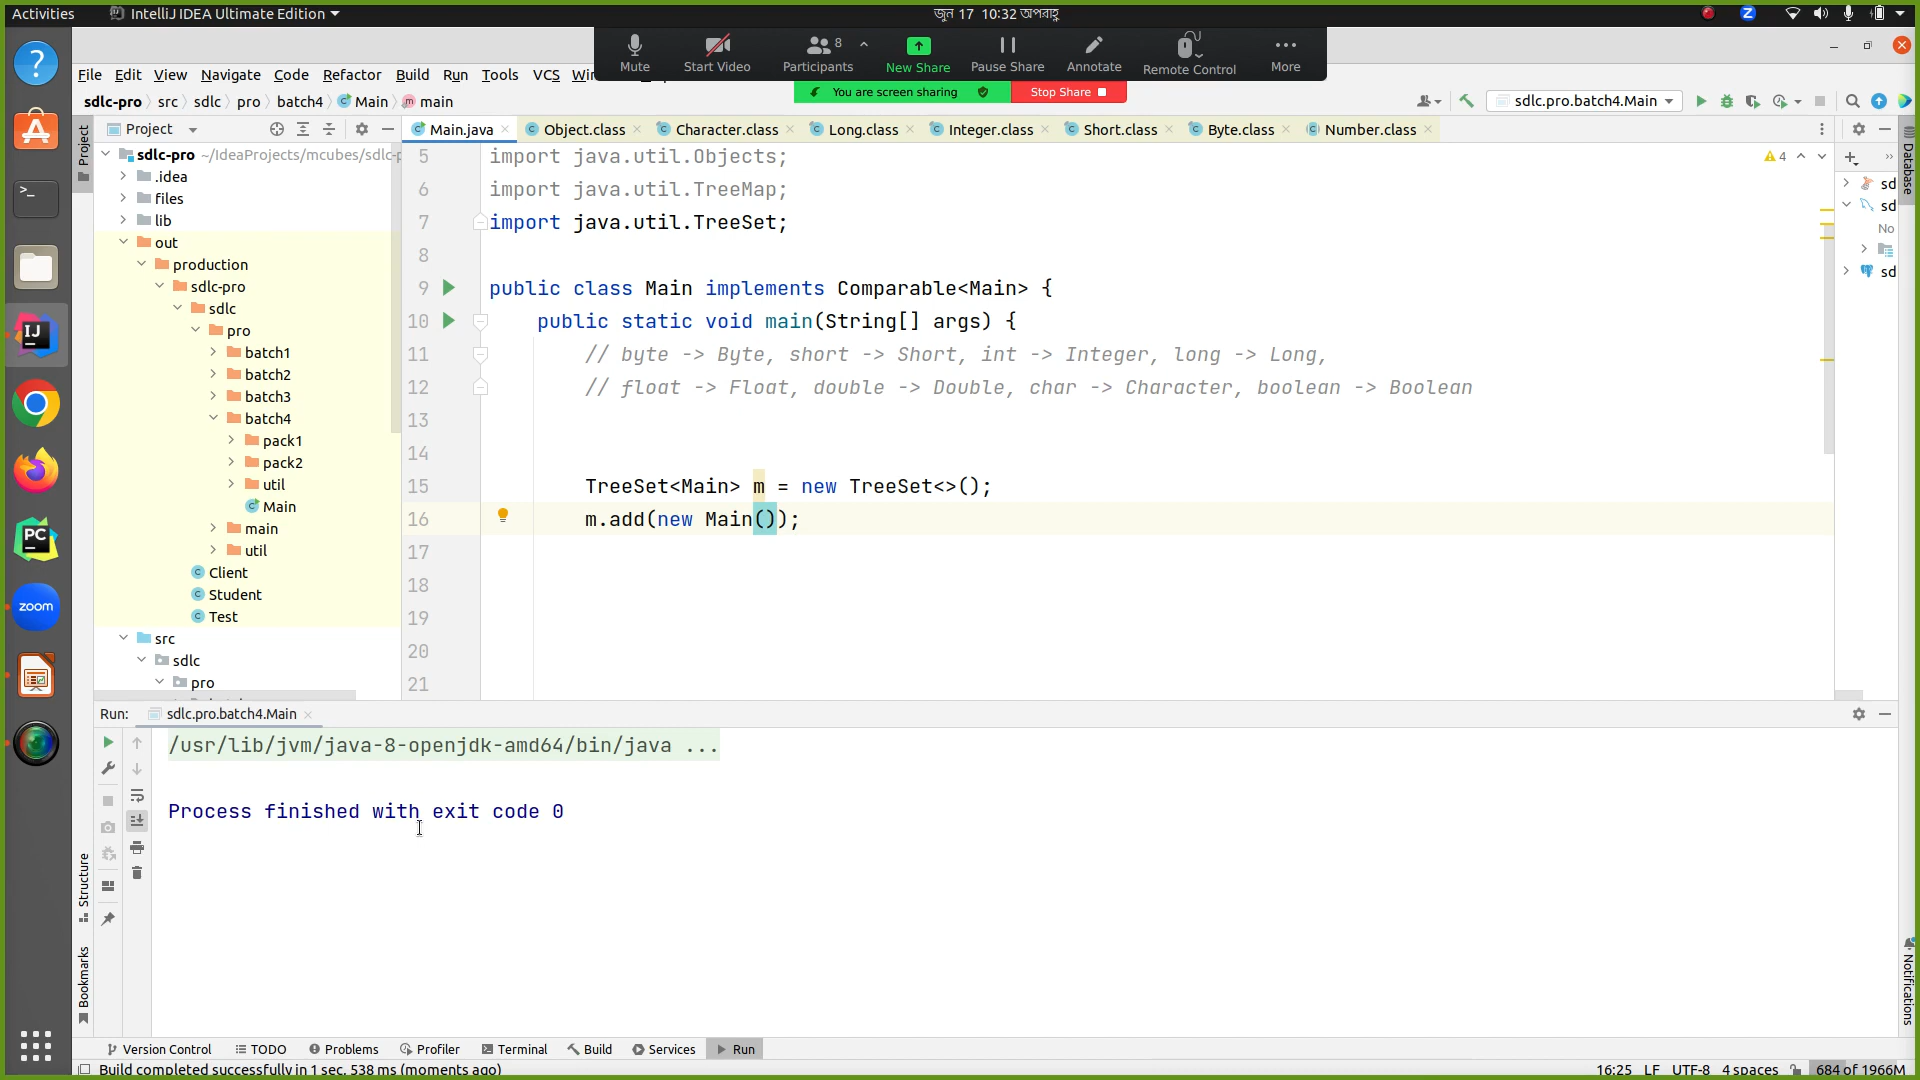 Activities IntelliJ IDEA Ultimate Edition জুন 17 10:32 অপরাহ্ণ
Mute Start Video Participants 8 New Share Pause Share Annotate Remote Control More
You are screen sharing Stop Share
File Edit View Navigate Code Refactor Build Run Tools VCS
sdlc-pro src sdlc pro batch4 Main main sdlc.pro.batch4.Main
Project Main.java Object.class Character.class Long.class Integer.class Short.class Byte.class Number.class
Project
Database
sdlc-pro ~/IdeaProjects/mcubes/sdlc-p
.idea
files
lib
out
production
sdlc-pro
sdlc
pro
batch1
batch2
batch3
batch4
pack1
pack2
util
Main
main
util
Client
Student
Test
src
sdlc
pro
5 import java.util.Objects;
6 import java.util.TreeMap;
7 import java.util.TreeSet;
8
9 public class Main implements Comparable<Main> {
10 public static void main(String[] args) {
11 // byte -> Byte, short -> Short, int -> Integer, long -> Long,
12 // float -> Float, double -> Double, char -> Character, boolean -> Boolean
13
14
15 TreeSet<Main> m = new TreeSet<>();
16 m.add(new Main());
17
18
19
20
21
4
sd
sd
No
sd
Run: sdlc.pro.batch4.Main
/usr/lib/jvm/java-8-openjdk-amd64/bin/java ...
Process finished with exit code 0
Structure
Bookmarks
Notifications
zoom
Version Control TODO Problems Profiler Terminal Build Services Run
Build completed successfully in 1 sec, 538 ms (moments ago) 16:25 LF UTF-8 4 spaces 684 of 1966M